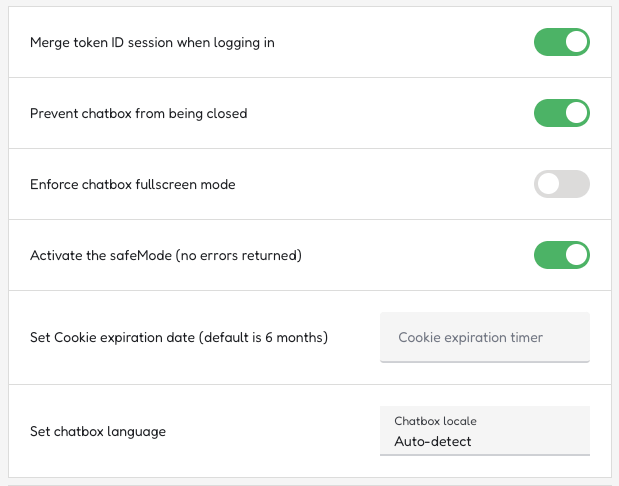 Merge token ID session when logging in
Prevent chatbox from being closed
Enforce chatbox fullscreen mode
Activate the safeMode (no errors returned)
Set Cookie expiration date (default is 6 months)
Cookie expiration timer
Set chatbox language
Chatbox locale
Auto-detect